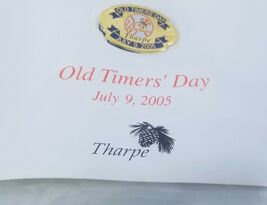 OLD TIMERS DAY
Tharpe
JULY 9, 2005
Old Timers' Day
July 9, 2005
Tharpe